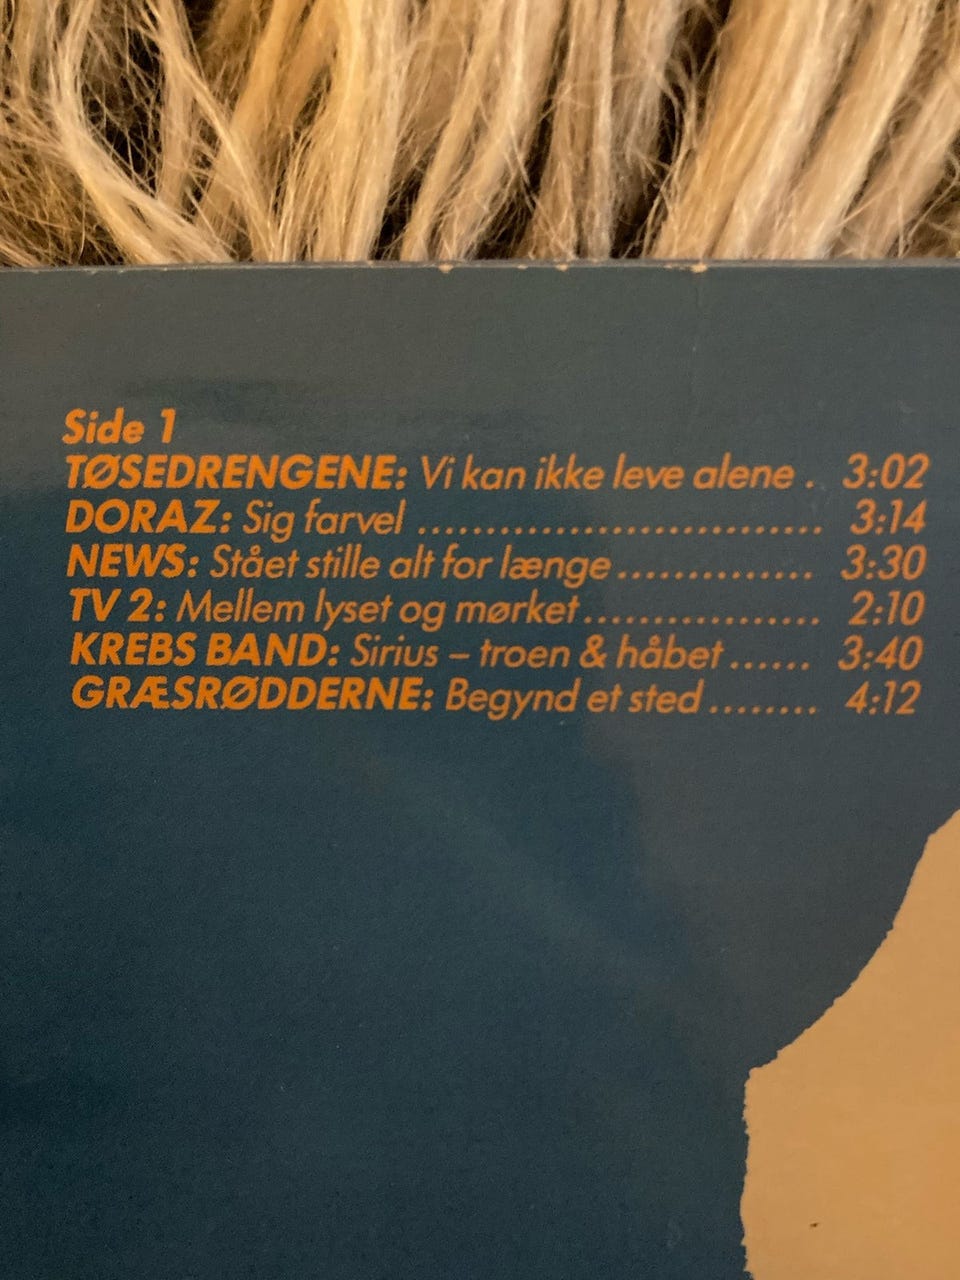 Side 1
TØSEDRENGENE: Vi kan ikke leve alene . 3:02
DORAZ: Sig farvel .............................. 3:14
NEWS: Stået stille alt for længe............... 3:30
TV 2: Mellem lyset og mørket.................. 2:10
KREBS BAND: Sirius – troen & håbet...... 3:40
GRÆSRØDDERNE: Begynd et sted........ 4:12